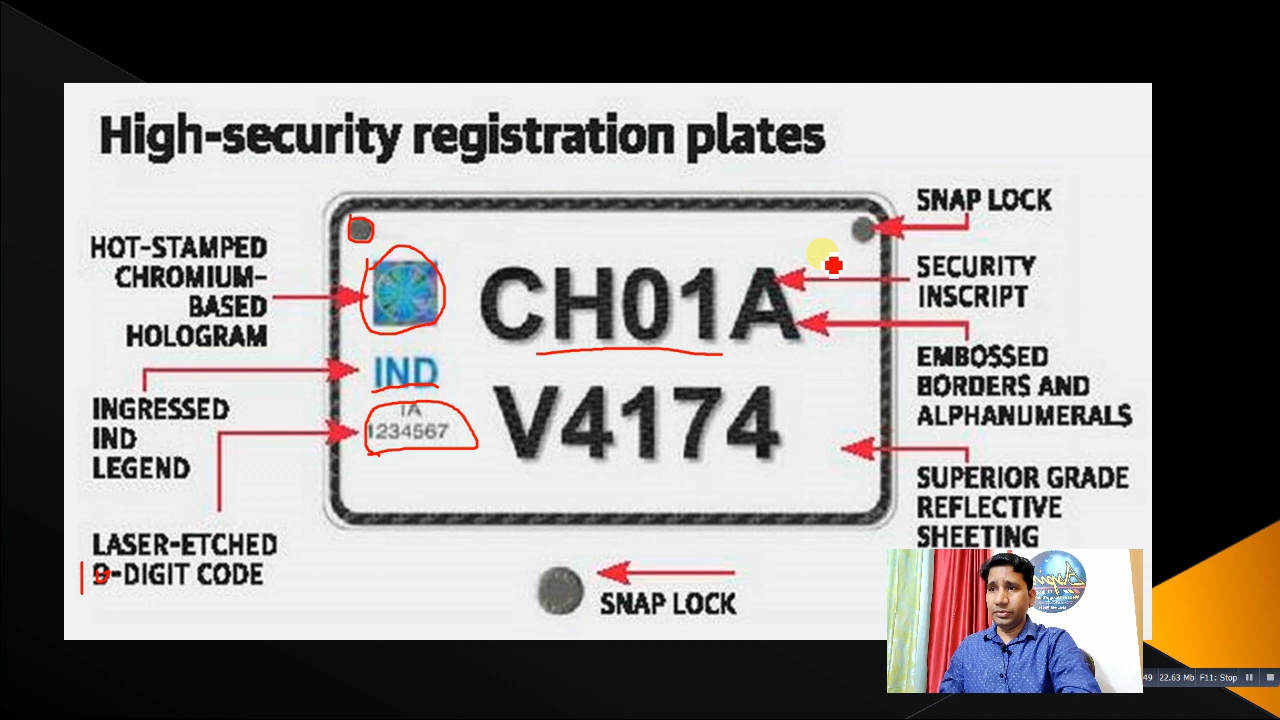 High-security registration plates
HOT-STAMPED
CHROMIUM-
BASED
HOLOGRAM
INGRESSED
IND
LEGEND
LASER-ETCHED
9-DIGIT CODE
IND
IA
1234567
CH01A
V4174
SNAP LOCK
SECURITY
INSCRIPT
EMBOSSED
BORDERS AND
ALPHANUMERALS
SUPERIOR GRADE
REFLECTIVE
SHEETING
SNAP LOCK
49 22.63 Mb F11: Stop